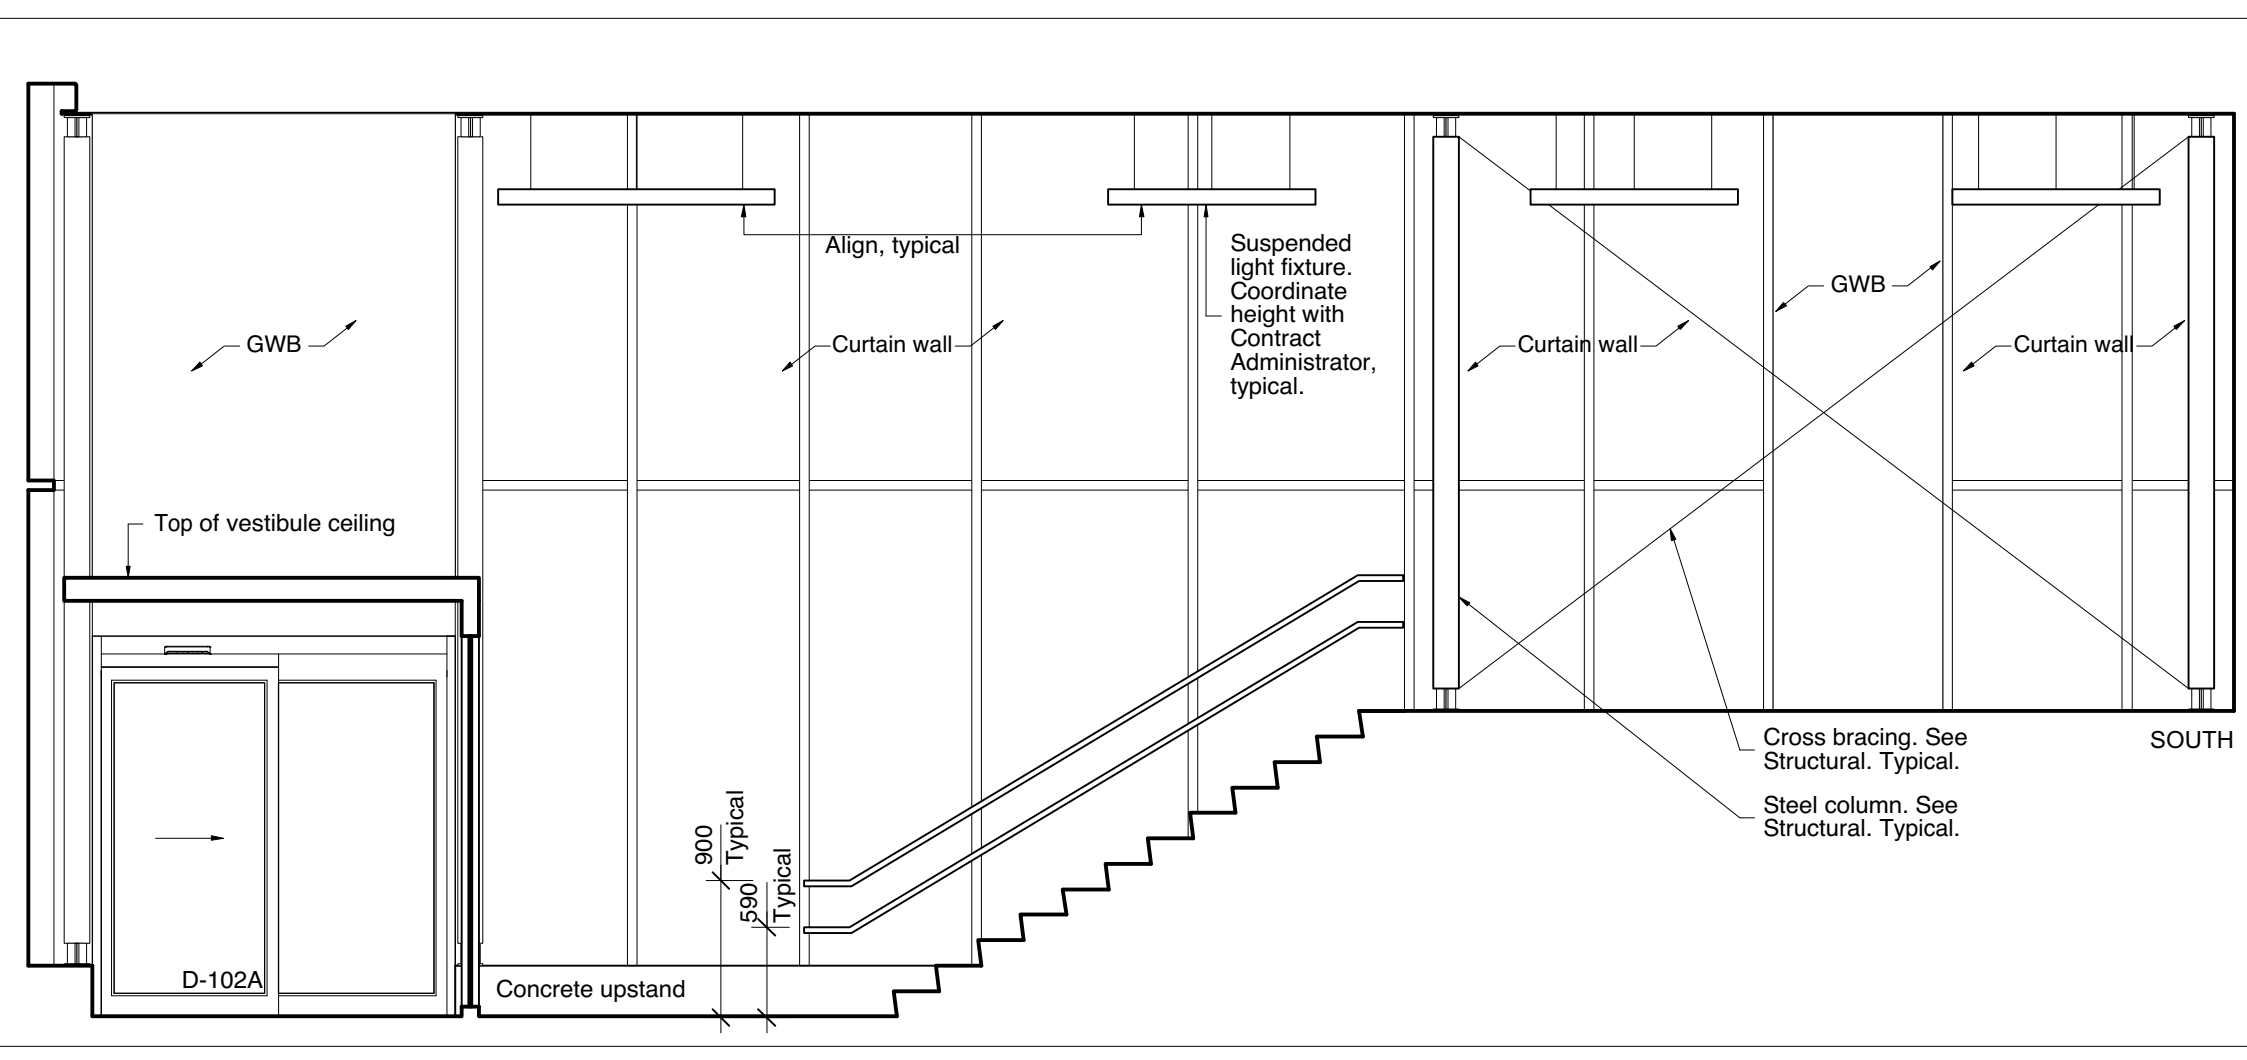 Align, typical
Suspended
light fixture.
Coordinate
height with
Contract
Administrator,
typical.
GWB
GWB
Curtain wall
Curtain wall
Curtain wall
Top of vestibule ceiling
Cross bracing. See
Structural. Typical.
SOUTH
Steel column. See
Structural. Typical.
900
Typical
590
Typical
D-102A
Concrete upstand